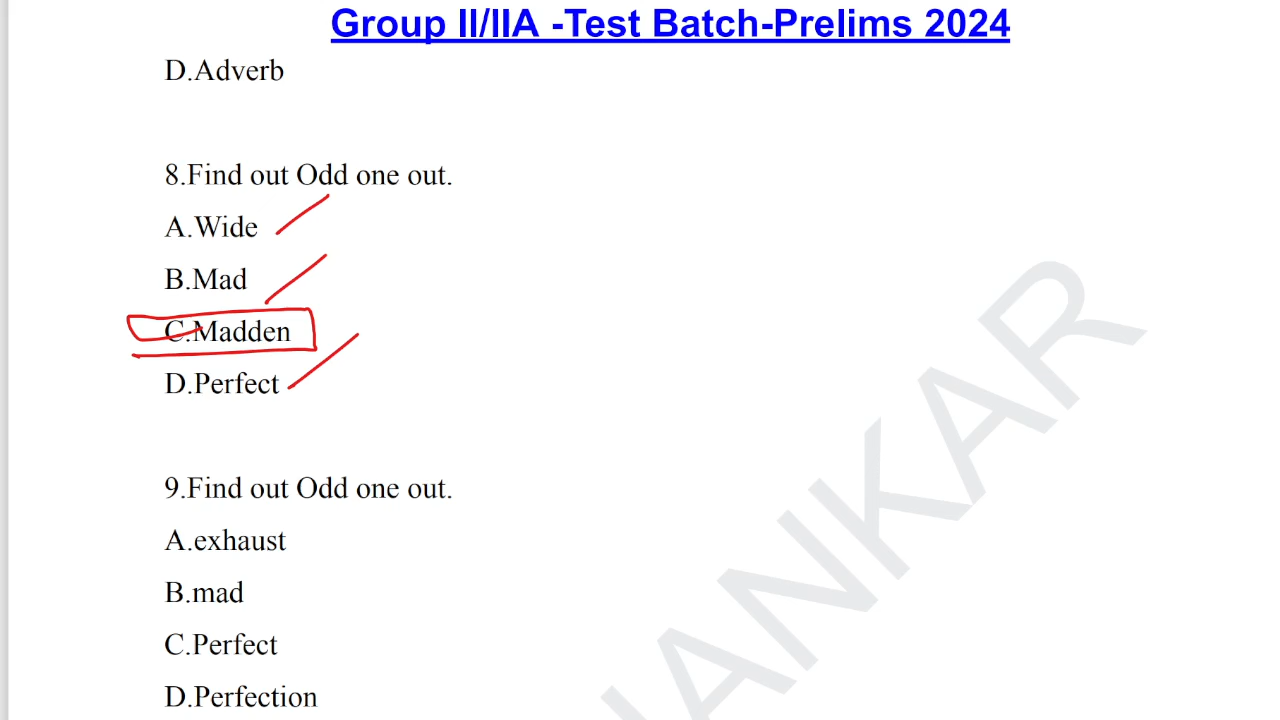 Group II/IIA -Test Batch-Prelims 2024
D.Adverb
8.Find out Odd one out.
A.Wide
B.Mad
C.Madden
D.Perfect
9.Find out Odd one out.
A.exhaust
B.mad
C.Perfect
D.Perfection
ANKAR